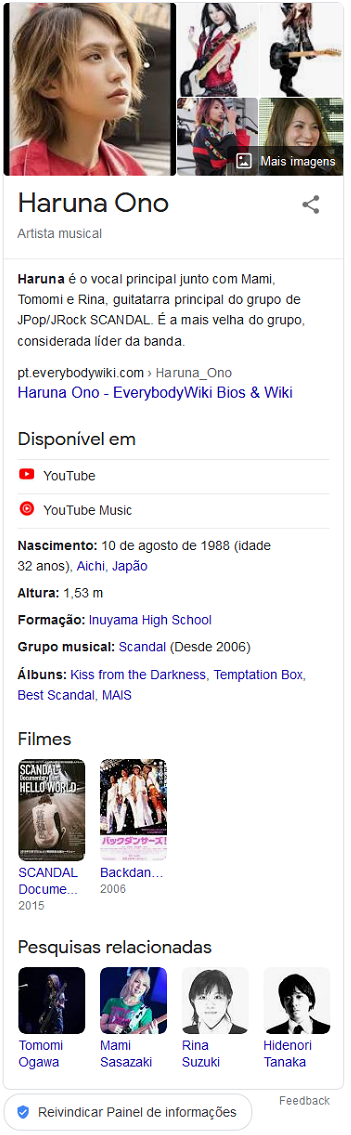 Mais imagens
Haruna Ono
Artista musical
Haruna é o vocal principal junto com Mami,
Tomomi e Rina, guitatarra principal do grupo de
JPop/JRock SCANDAL. É a mais velha do grupo,
considerada líder da banda.
pt.everybodywiki.com › Haruna_Ono
Haruna Ono - EverybodyWiki Bios & Wiki
Disponível em
YouTube
YouTube Music
Nascimento: 10 de agosto de 1988 (idade
32 anos), Aichi, Japão
Altura: 1,53 m
Formação: Inuyama High School
Grupo musical: Scandal (Desde 2006)
Álbuns: Kiss from the Darkness, Temptation Box,
Best Scandal, MAIS
Filmes
SCANDAL
HELLO WORLD
バックダンサーズ!
SCANDAL Backdan...
Docume... 2006
2015
Pesquisas relacionadas
Tomomi Mami Rina Hidenori
Ogawa Sasazaki Suzuki Tanaka
Feedback
Reivindicar Painel de informações